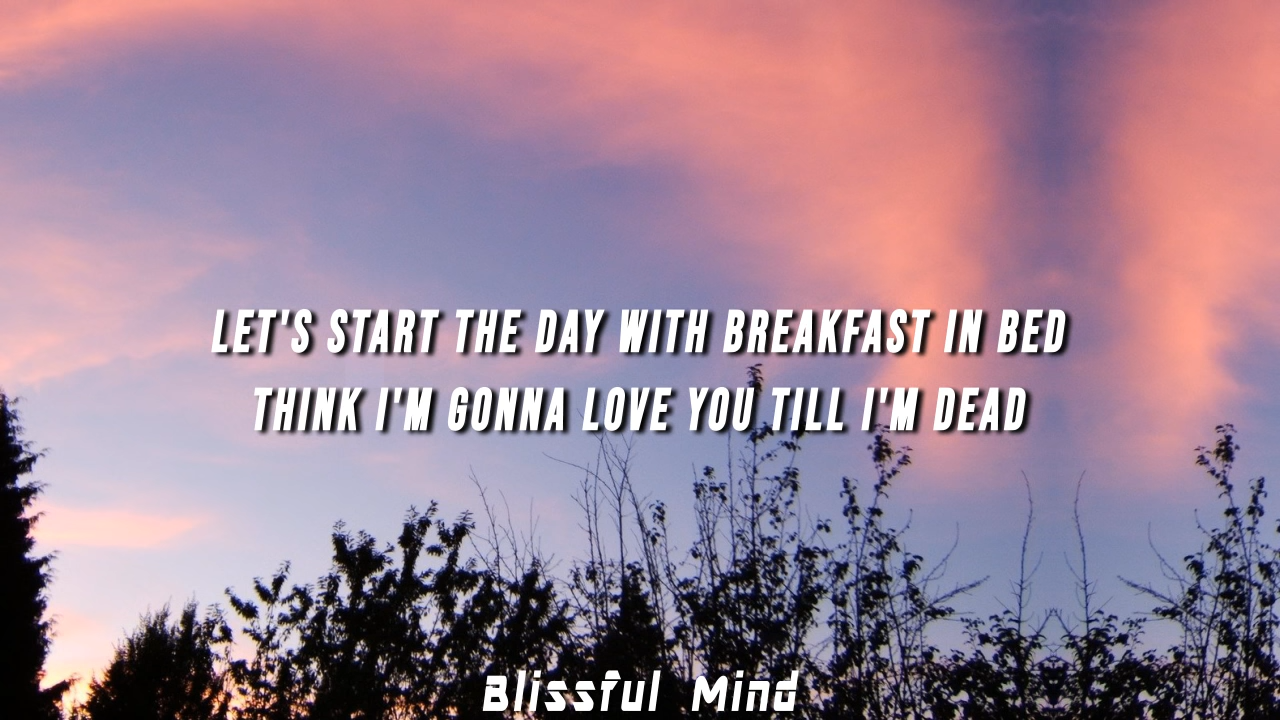 LET'S START THE DAY WITH BREAKFAST IN BED
THINK I'M GONNA LOVE YOU TILL I'M DEAD
Blissful Mind